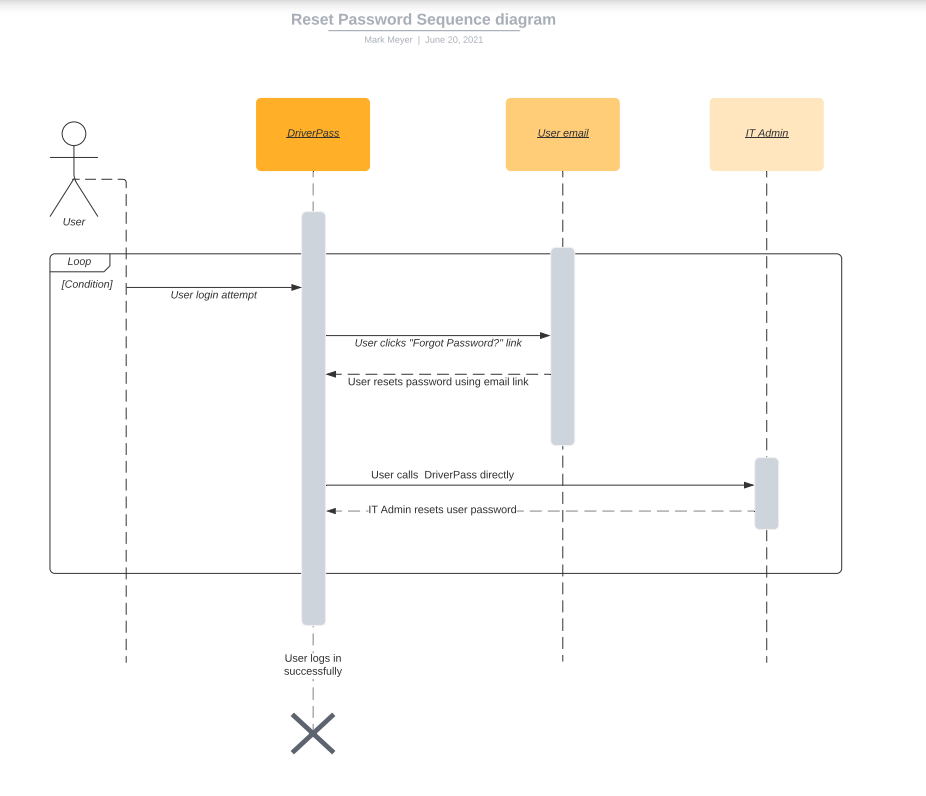 Reset Password Sequence diagram
Mark Meyer | June 20, 2021
DriverPass
User email
IT Admin
User
Loop
[Condition]
User login attempt
User clicks "Forgot Password?" link
User resets password using email link
User calls  DriverPass directly
IT Admin resets user password
User logs in
successfully